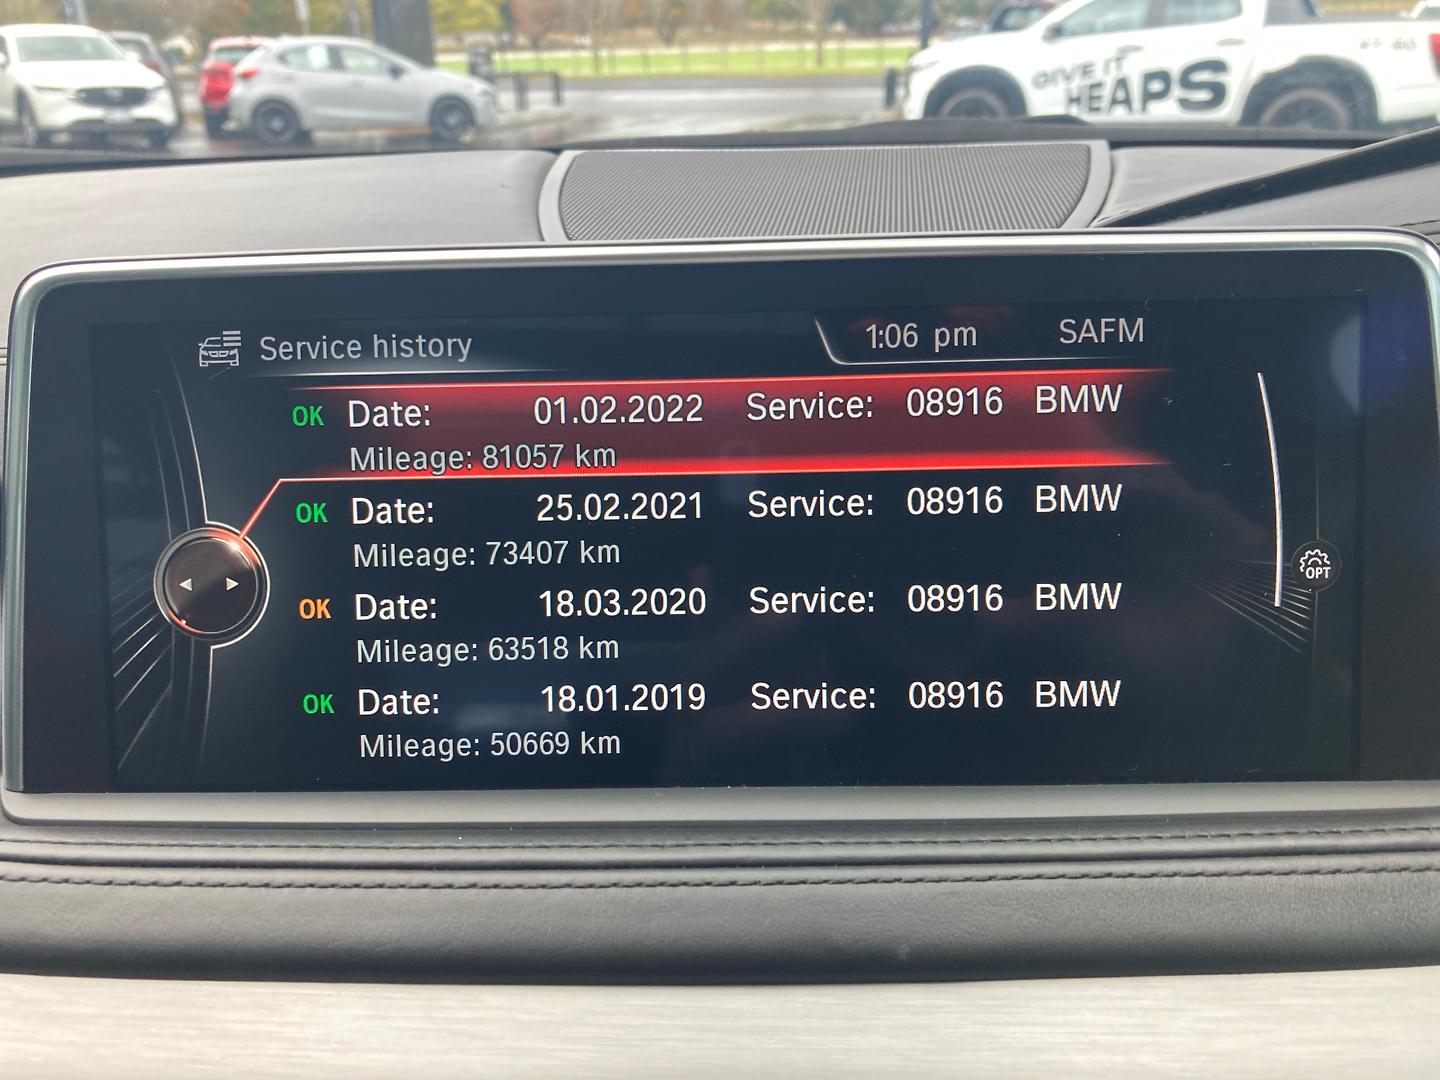 GIVE IT
HEAPS
Service history
1:06 pm
SAFM
OK Date: 01.02.2022 Service: 08916 BMW
Mileage: 81057 km
OK Date: 25.02.2021 Service: 08916 BMW
Mileage: 73407 km
OK Date: 18.03.2020 Service: 08916 BMW
Mileage: 63518 km
OK Date: 18.01.2019 Service: 08916 BMW
Mileage: 50669 km
OPT